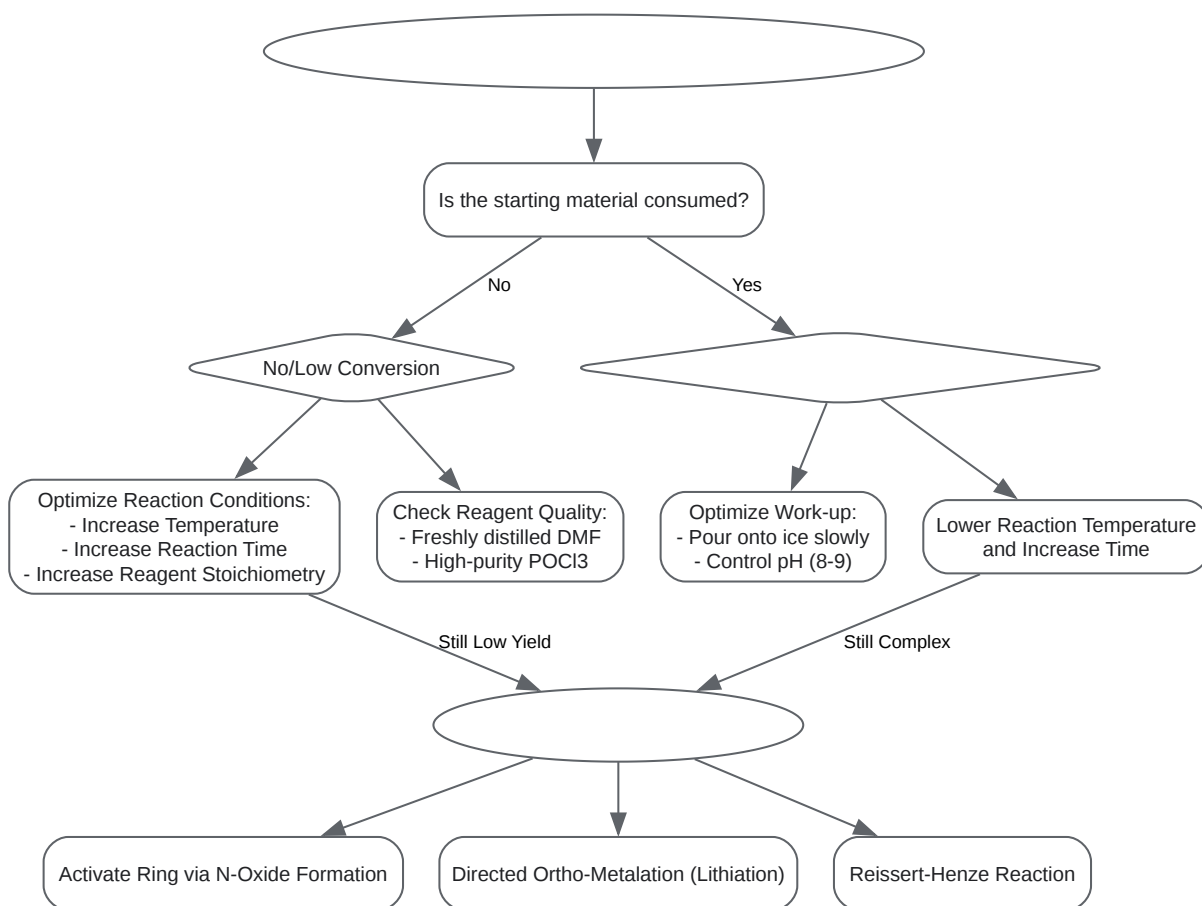 Is the starting material consumed?
No
Yes
No/Low Conversion
Optimize Reaction Conditions:
- Increase Temperature
- Increase Reaction Time
- Increase Reagent Stoichiometry
Check Reagent Quality:
- Freshly distilled DMF
- High-purity POCl3
Optimize Work-up:
- Pour onto ice slowly
- Control pH (8-9)
Lower Reaction Temperature
and Increase Time
Still Low Yield
Still Complex
Activate Ring via N-Oxide Formation
Directed Ortho-Metalation (Lithiation)
Reissert-Henze Reaction